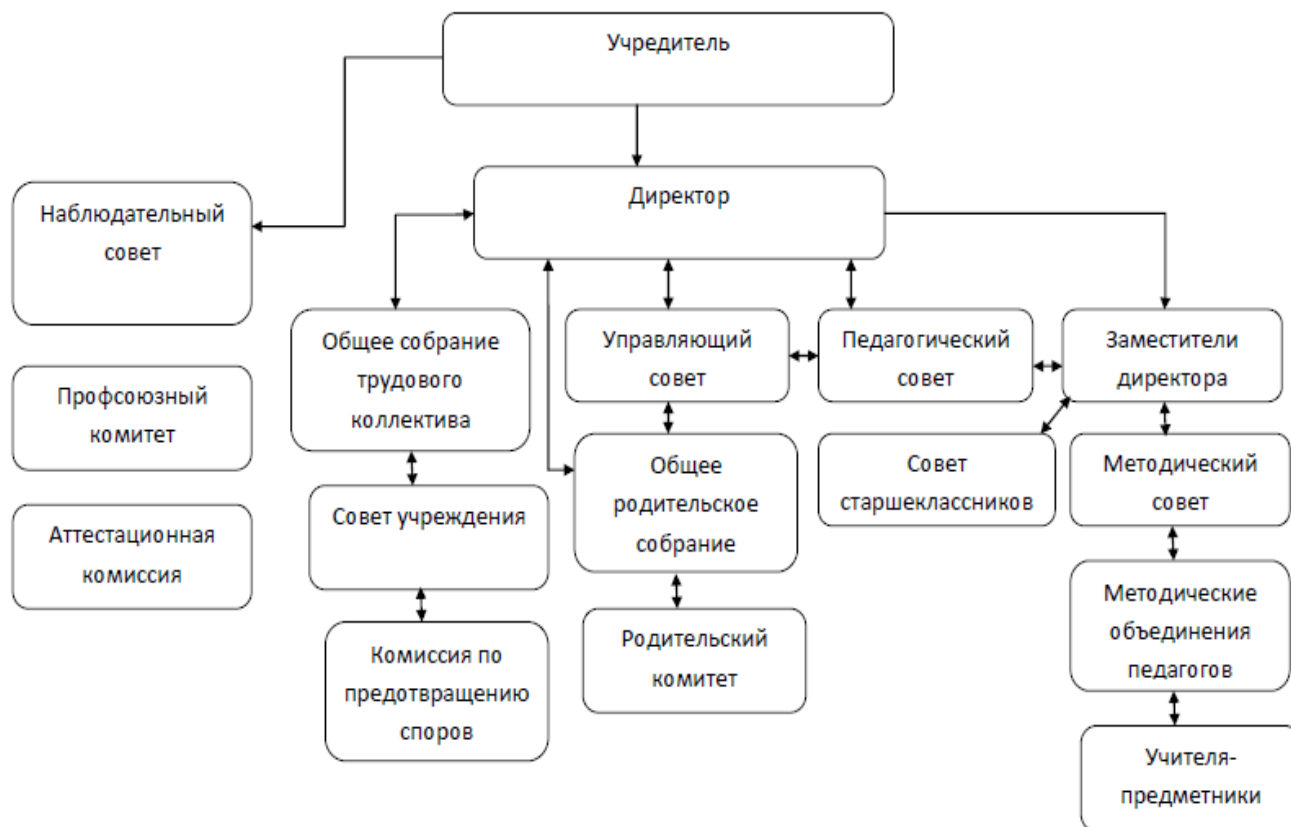 Учредитель
Директор
Наблюдательный
совет
Общее собрание
трудового
коллектива
Управляющий
совет
Педагогический
совет
Заместители
директора
Профсоюзный
комитет
Общее
родительское
собрание
Совет
старшеклассников
Методический
совет
Совет учреждения
Аттестационная
комиссия
Методические
объединения
педагогов
Комиссия по
предотвращению
споров
Родительский
комитет
Учителя-
предметники